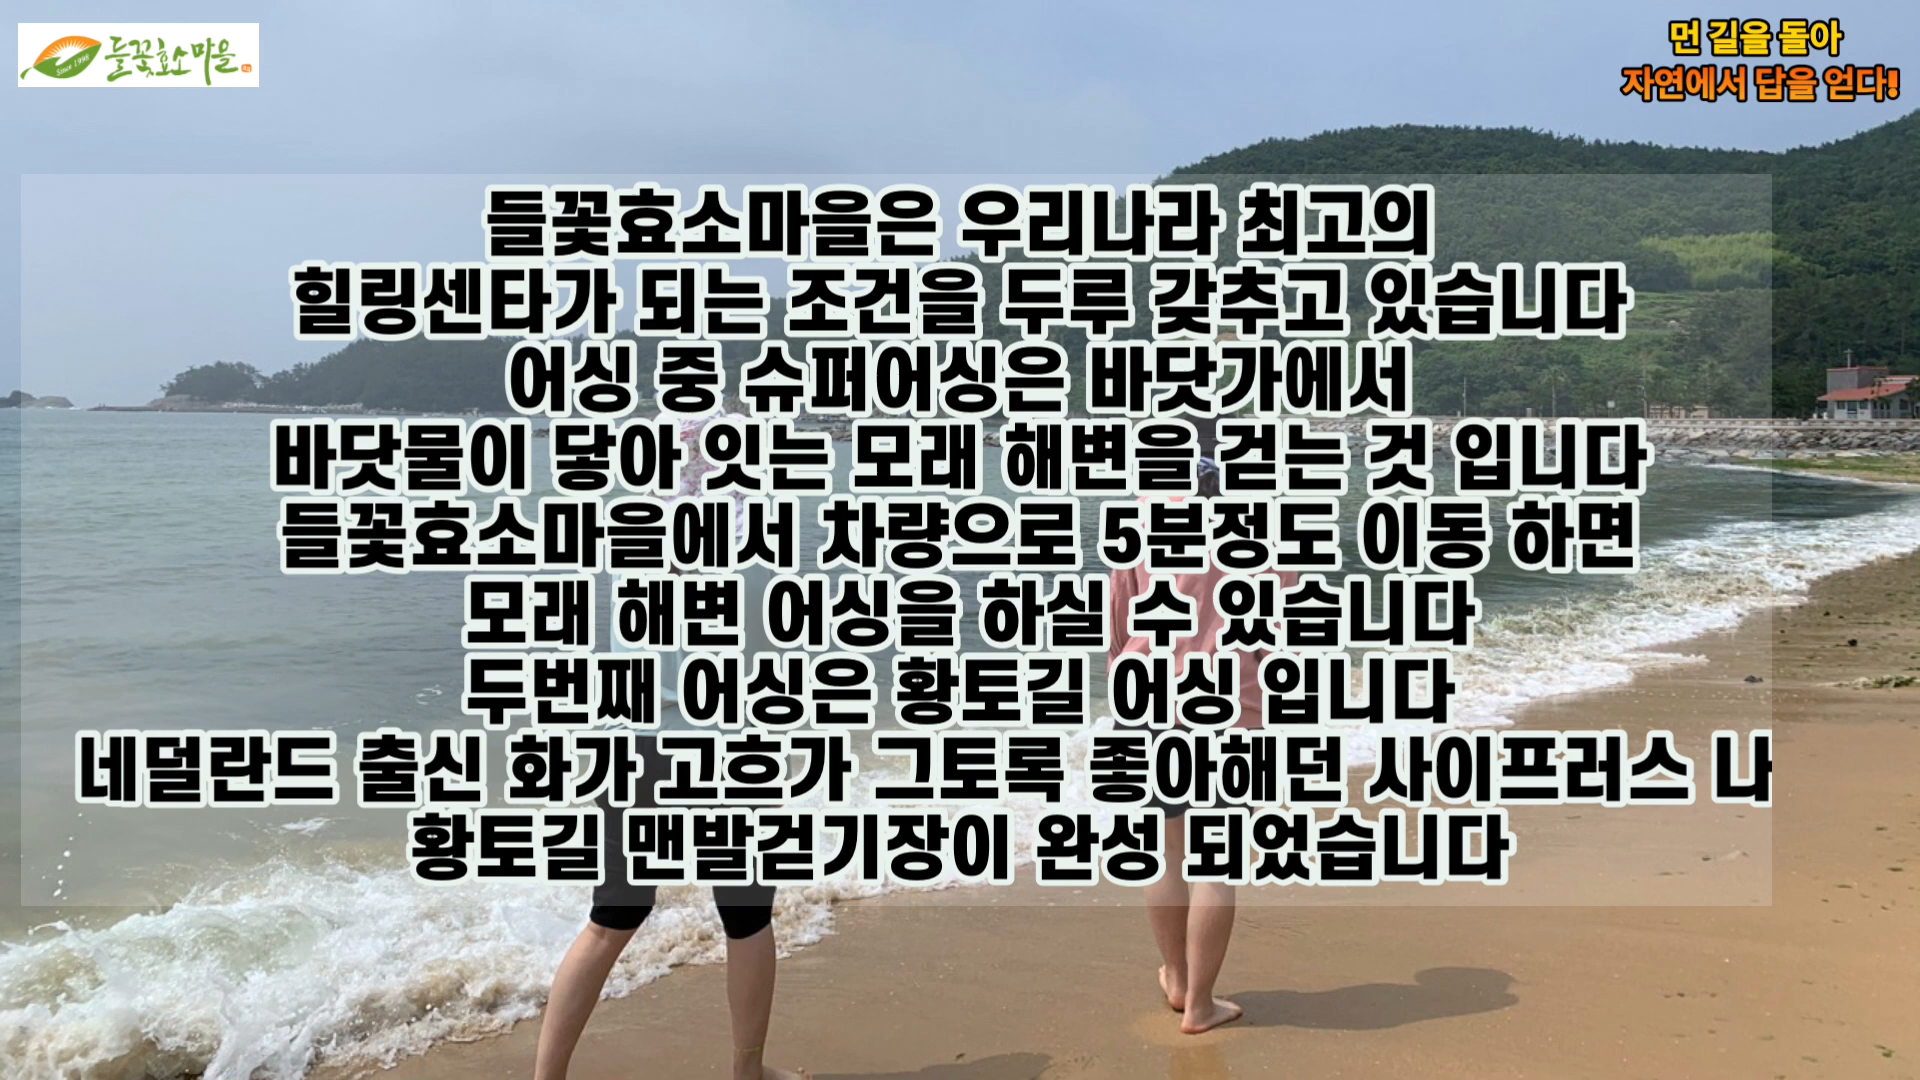 Since 1998
들꽃효소마을
먼 길을 돌아
자연에서 답을 얻다!
들꽃효소마을은 우리나라 최고의
힐링센타가 되는 조건을 두루 갖추고 있습니다
어싱 중 슈퍼어싱은 바닷가에서
바닷물이 닿아 잇는 모래 해변을 걷는 것 입니다
들꽃효소마을에서 차량으로 5분정도 이동 하면
모래 해변 어싱을 하실 수 있습니다
두번째 어싱은 황토길 어싱 입니다
네덜란드 출신 화가 고흐가 그토록 좋아해던 사이프러스 나
황토길 맨발걷기장이 완성 되었습니다